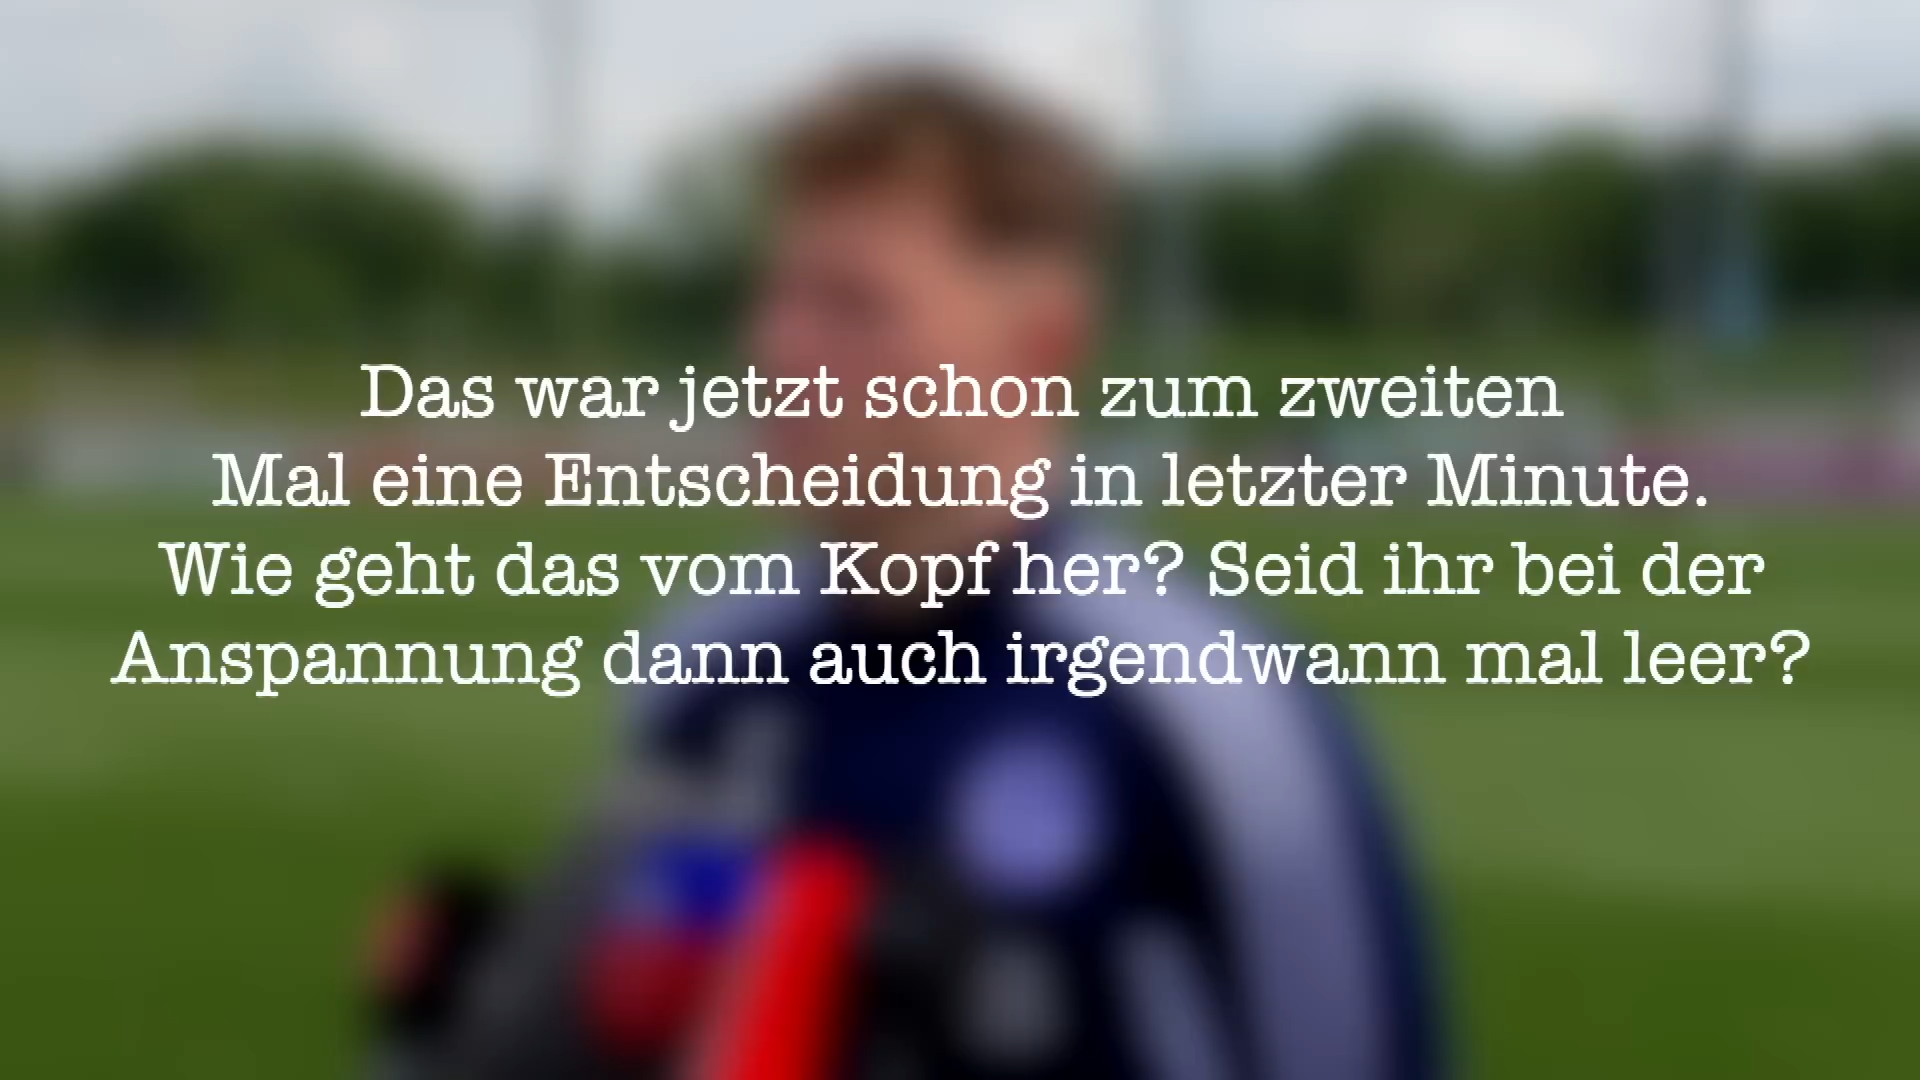 Das war jetzt schon zum zweiten
Mal eine Entscheidung in letzter Minute.
Wie geht das vom Kopf her? Seid ihr bei der
Anspannung dann auch irgendwann mal leer?